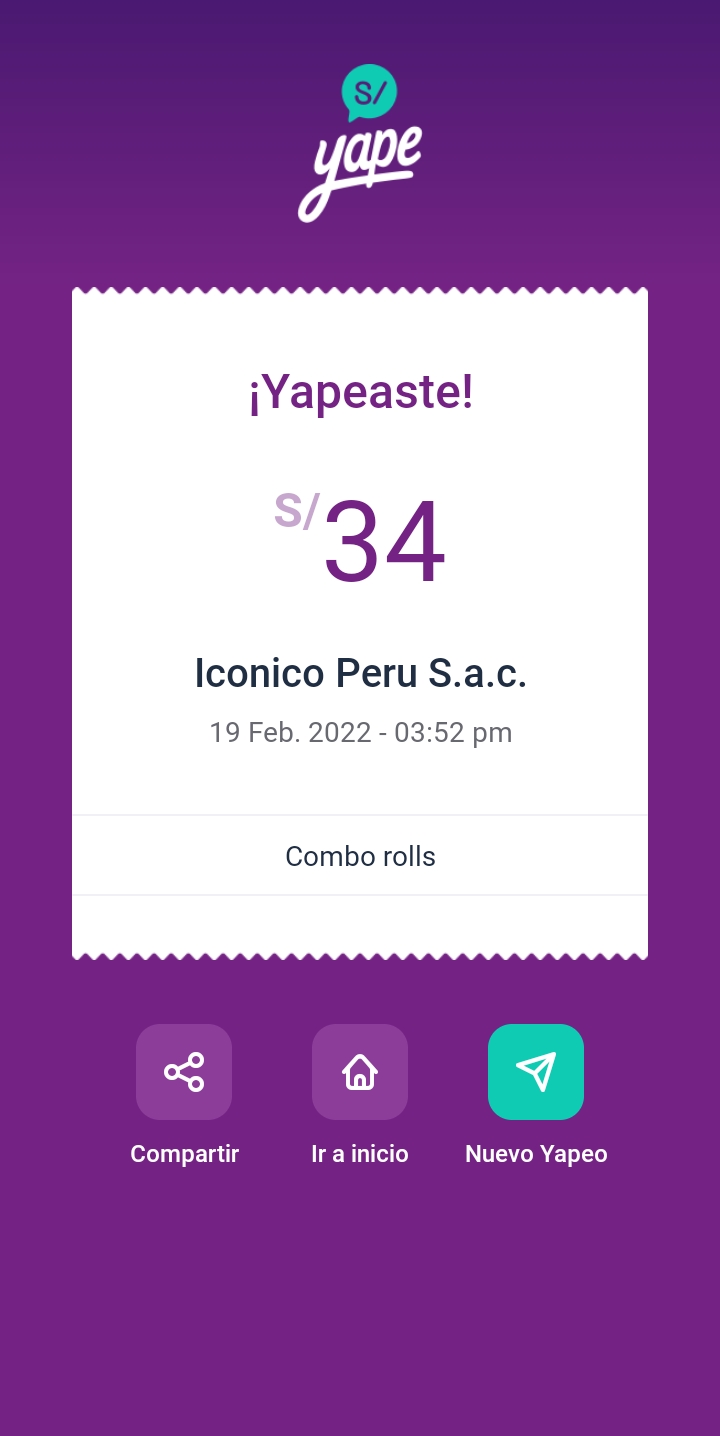 S/
yape
¡Yapeaste!
S/34
Iconico Peru S.a.c.
19 Feb. 2022 - 03:52 pm
Combo rolls
Compartir Ir a inicio Nuevo Yapeo